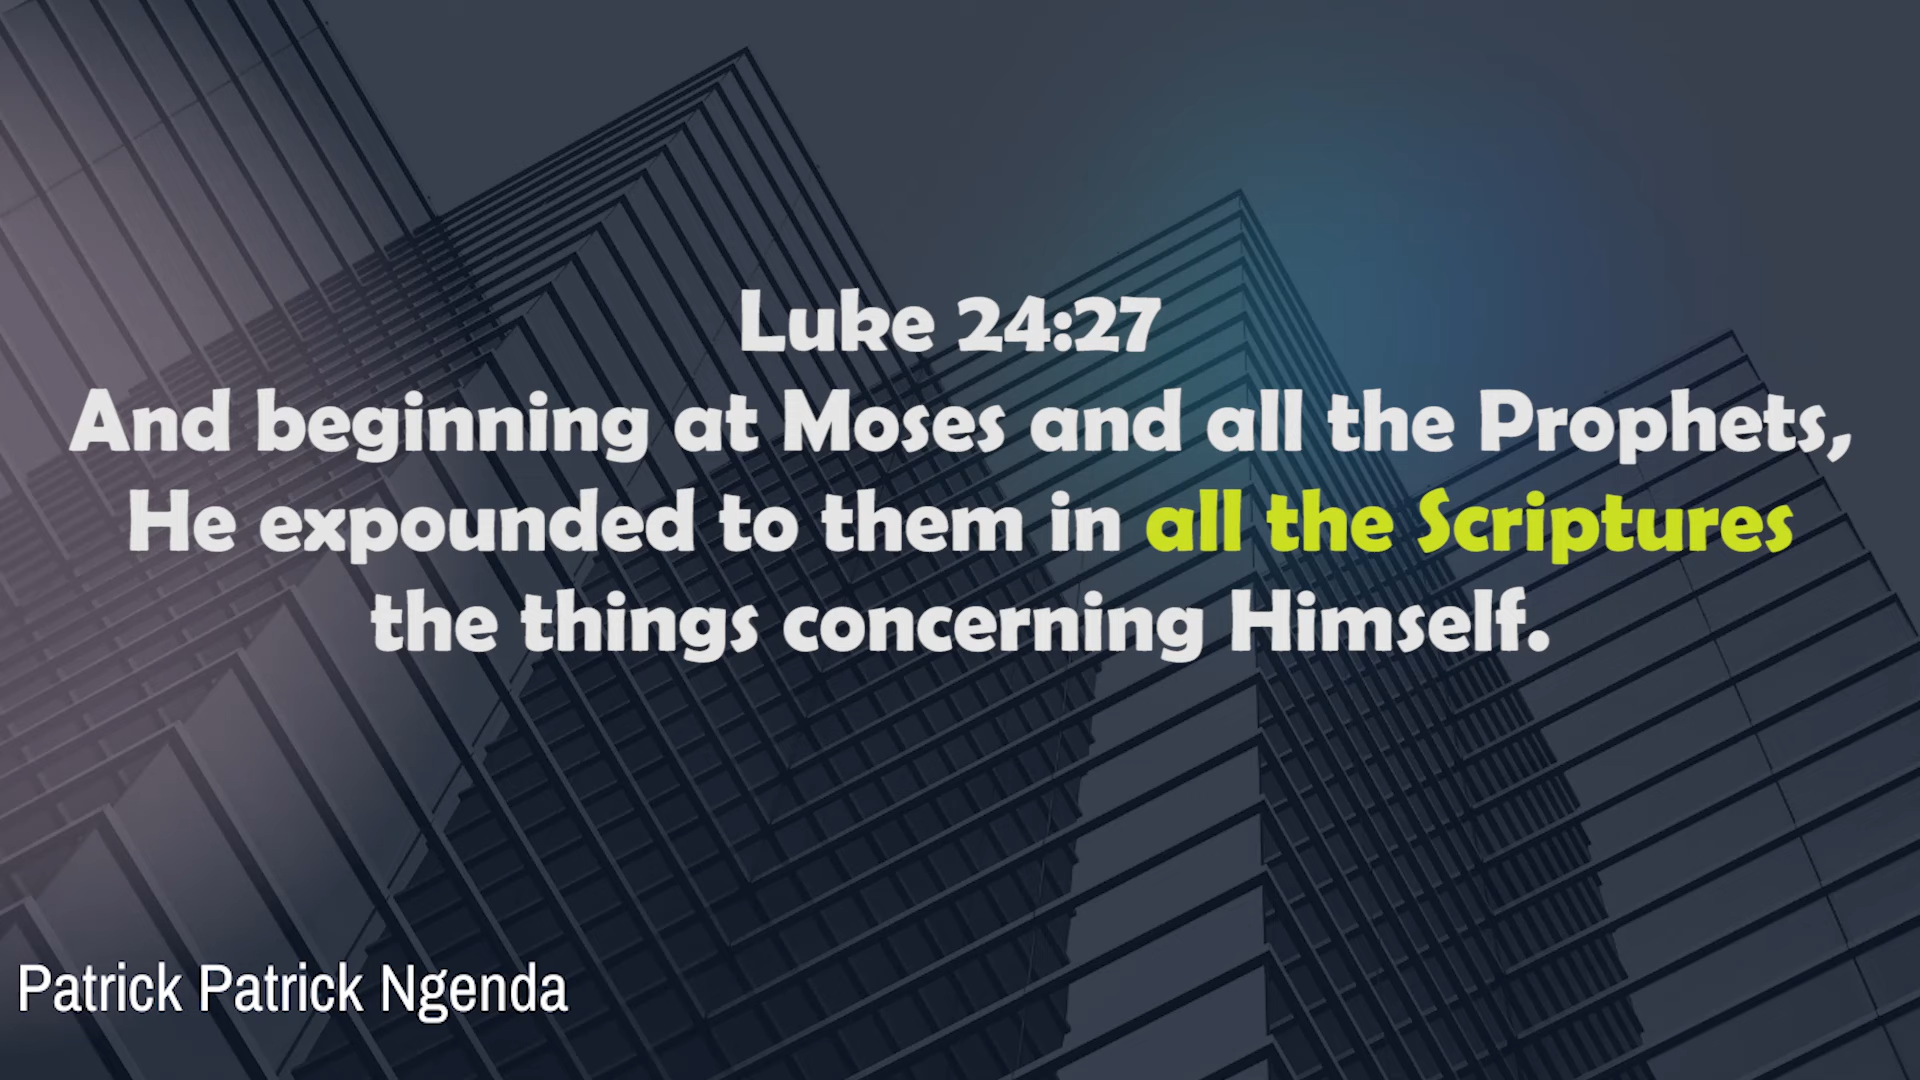 Luke 24:27
And beginning at Moses and all the Prophets,
He expounded to them in all the Scriptures
the things concerning Himself.
Patrick Patrick Ngenda